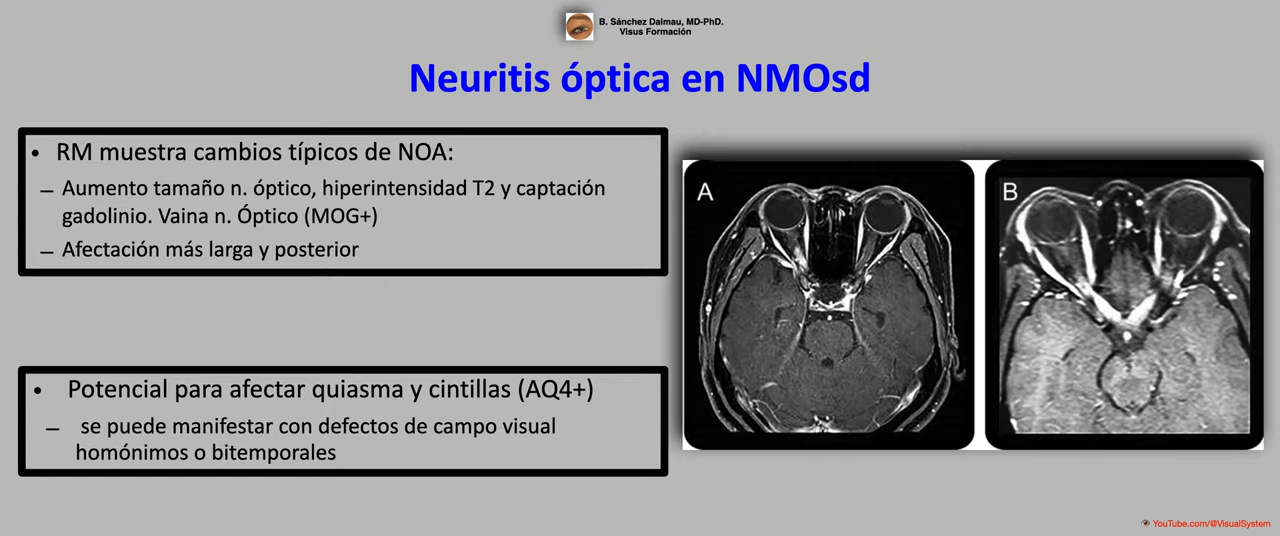 B. Sánchez Dalmau, MD-PhD.
Visus Formación
Neuritis óptica en NMOsd
• RM muestra cambios típicos de NOA:
– Aumento tamaño n. óptico, hiperintensidad T2 y captación
gadolinio. Vaina n. Óptico (MOG+)
– Afectación más larga y posterior
• Potencial para afectar quiasma y cintillas (AQ4+)
– se puede manifestar con defectos de campo visual
homónimos o bitemporales
A
B
YouTube.com/@VisualSystem